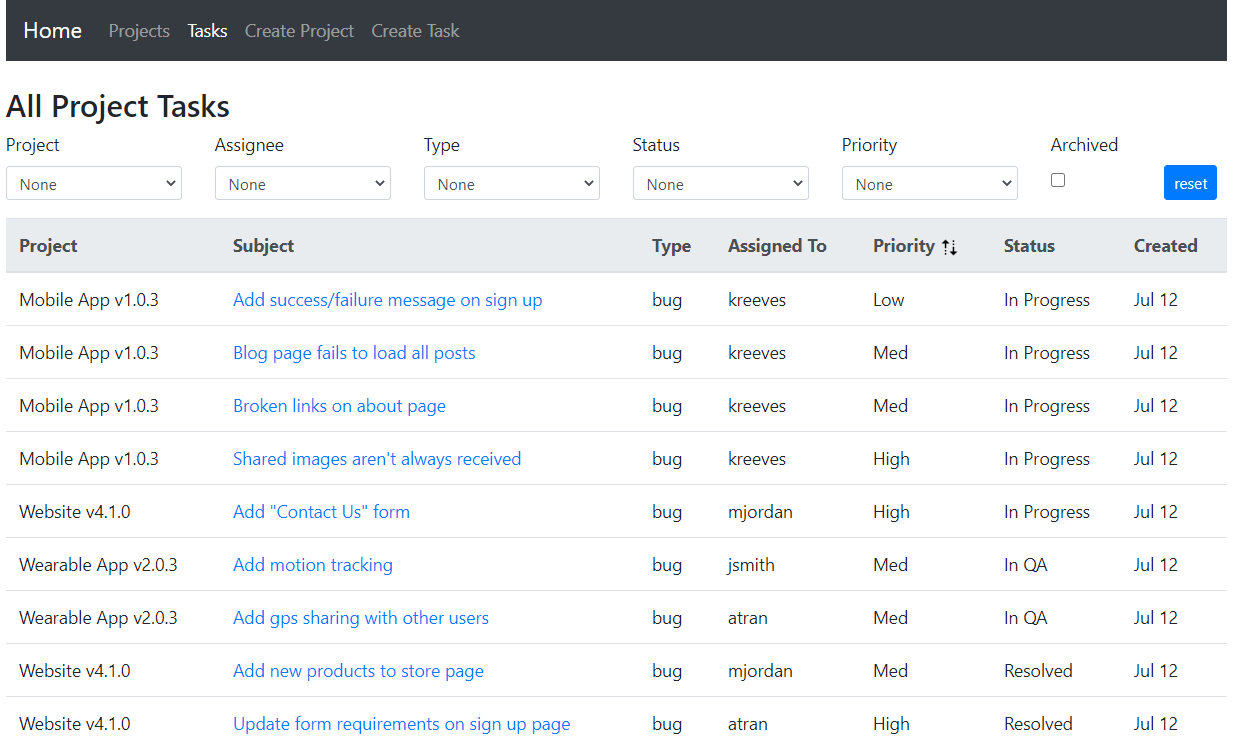 Home Projects Tasks Create Project Create Task
All Project Tasks
Project Assignee Type Status Priority Archived
None None None None None reset
Project Subject Type Assigned To Priority Status Created
Mobile App v1.0.3 Add success/failure message on sign up bug kreeves Low In Progress Jul 12
Mobile App v1.0.3 Blog page fails to load all posts bug kreeves Med In Progress Jul 12
Mobile App v1.0.3 Broken links on about page bug kreeves Med In Progress Jul 12
Mobile App v1.0.3 Shared images aren't always received bug kreeves High In Progress Jul 12
Website v4.1.0 Add "Contact Us" form bug mjordan High In Progress Jul 12
Wearable App v2.0.3 Add motion tracking bug jsmith Med In QA Jul 12
Wearable App v2.0.3 Add gps sharing with other users bug atran Med In QA Jul 12
Website v4.1.0 Add new products to store page bug mjordan Med Resolved Jul 12
Website v4.1.0 Update form requirements on sign up page bug atran High Resolved Jul 12